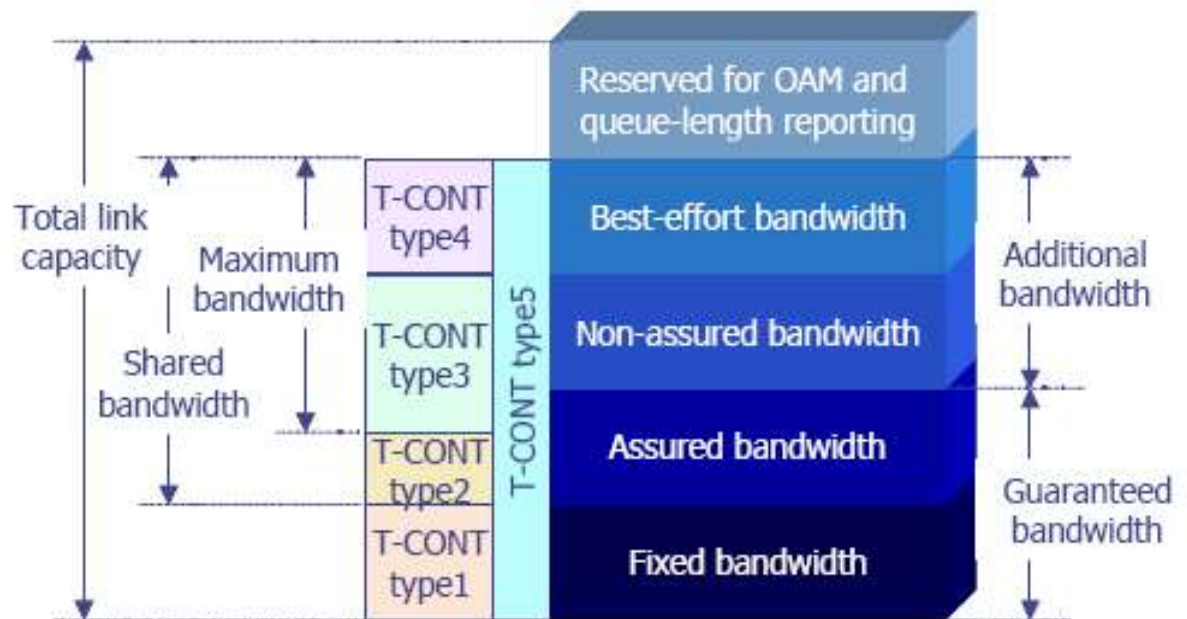 Reserved for OAM and
queue-length reporting
Total link
capacity
Maximum
bandwidth
Shared
bandwidth
T-CONT
type4
T-CONT
type3
T-CONT
type2
T-CONT
type1
T-CONT type5
Best-effort bandwidth
Non-assured bandwidth
Assured bandwidth
Fixed bandwidth
Additional
bandwidth
Guaranteed
bandwidth